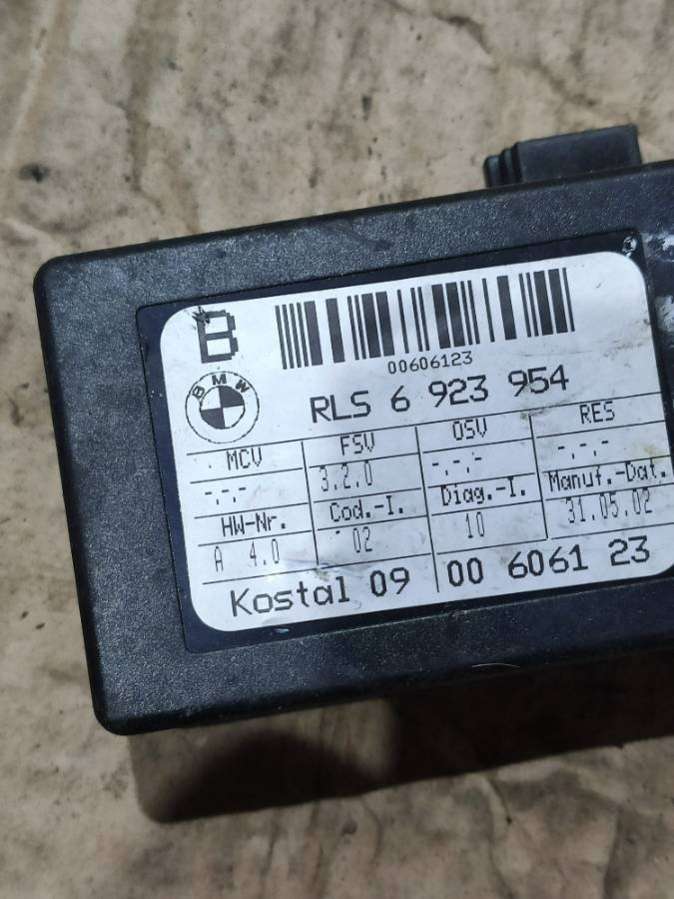 B
00606123
BMW
RLS 6 923 954
MCV FSV OSV RES
-.-.- 3.2.0 -.-.- -.-.-
HW-Nr. Cod.-I. Diag.-I. Manuf.-Dat.
A 4.0 02 10 31.05.02
Kostal 09 00 6061 23